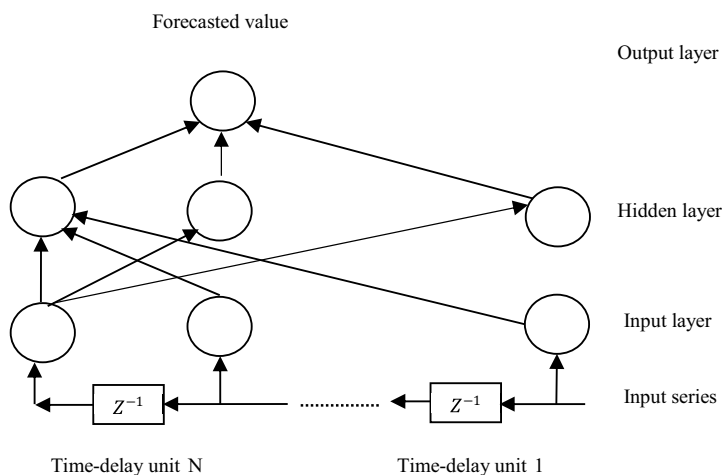 Forecasted value
Output layer
Hidden layer
Input layer
Z⁻¹
Z⁻¹
Input series
Time-delay unit N
Time-delay unit 1